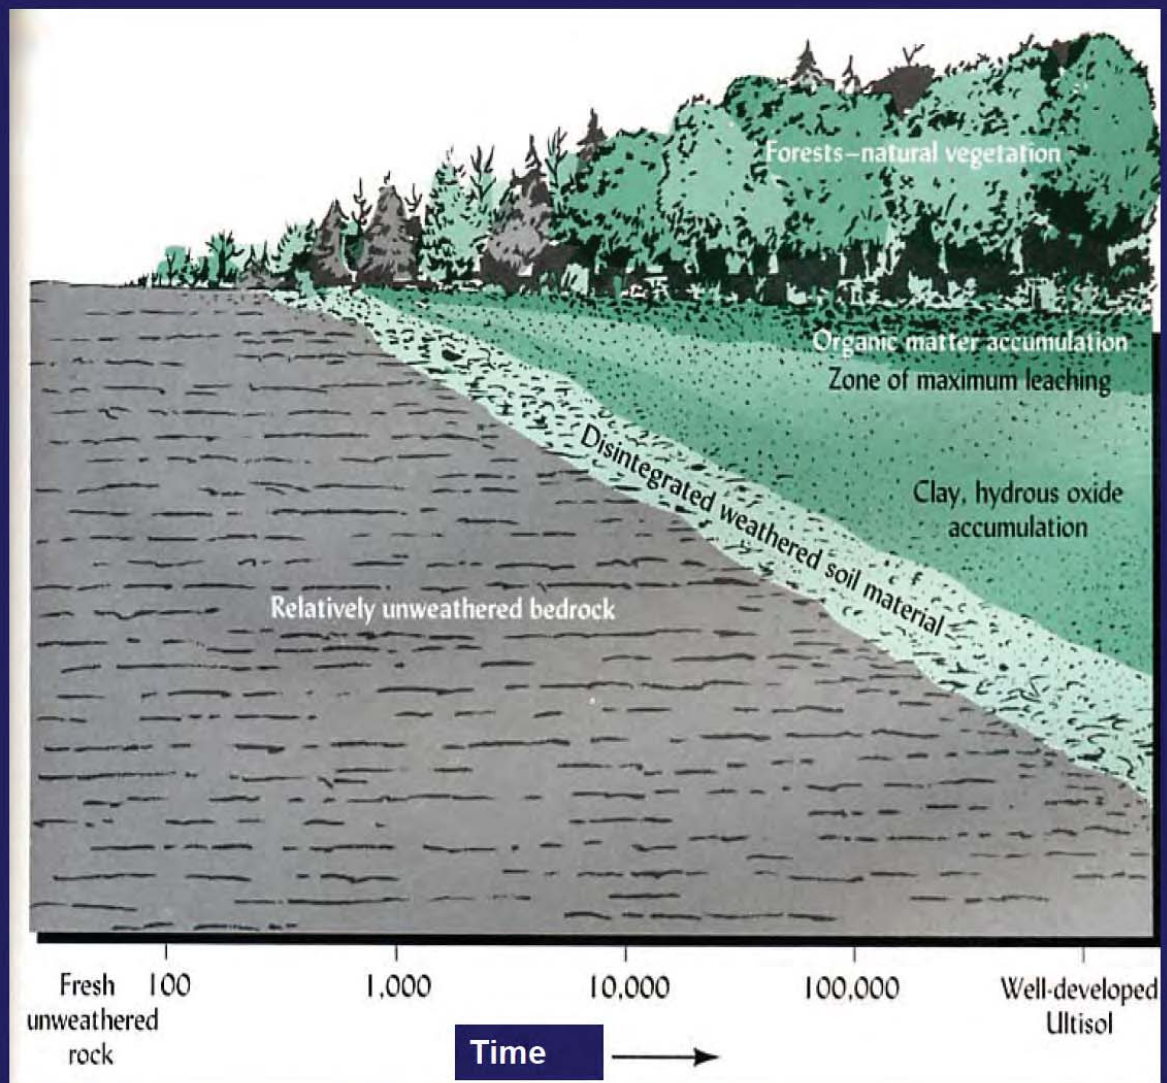 Forests–natural vegetation
Organic matter accumulation
Zone of maximum leaching
Clay, hydrous oxide
accumulation
Disintegrated weathered soil material
Relatively unweathered bedrock
Fresh
unweathered
rock
100
1,000
10,000
100,000
Well-developed
Ultisol
Time